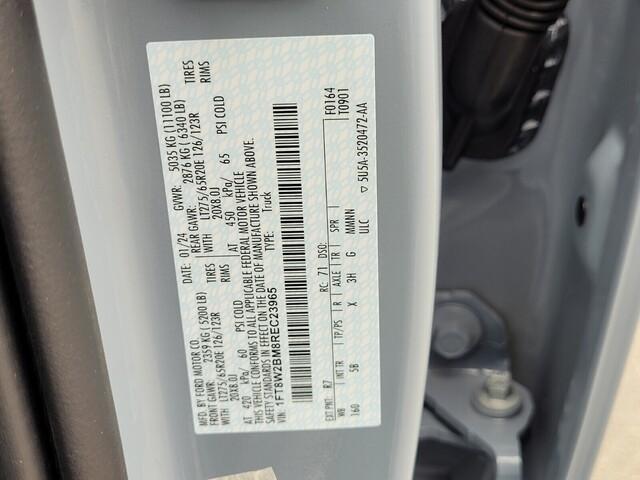 MFD. BY FORD MOTOR CO.
DATE: 01/24 GVWR: 5035 KG (11100 LB)
FRONT GAWR: 2359 KG (5200 LB) REAR GAWR: 2876 KG (6340 LB)
LT275/65R20E 126/123R TIRES WITH LT275/65R20E 126/123R TIRES
20X8.0J RIMS WITH 20X8.0J RIMS
AT 420 kPa/ 60 PSI COLD AT 450 kPa/ 65 PSI COLD
THIS VEHICLE CONFORMS TO ALL APPLICABLE FEDERAL MOTOR VEHICLE
SAFETY STANDARDS IN EFFECT ON THE DATE OF MANUFACTURE SHOWN ABOVE.
VIN: 1FT8W2BM8REC23965 TYPE: Truck
EXT PNT: R7 RC: 71 DSO: F0164
WB INT TR TP/PS R AXLE TR SPR T0901
160 5B X 3H G MMNN
ULC
▽ 5U5A-3520472-AA